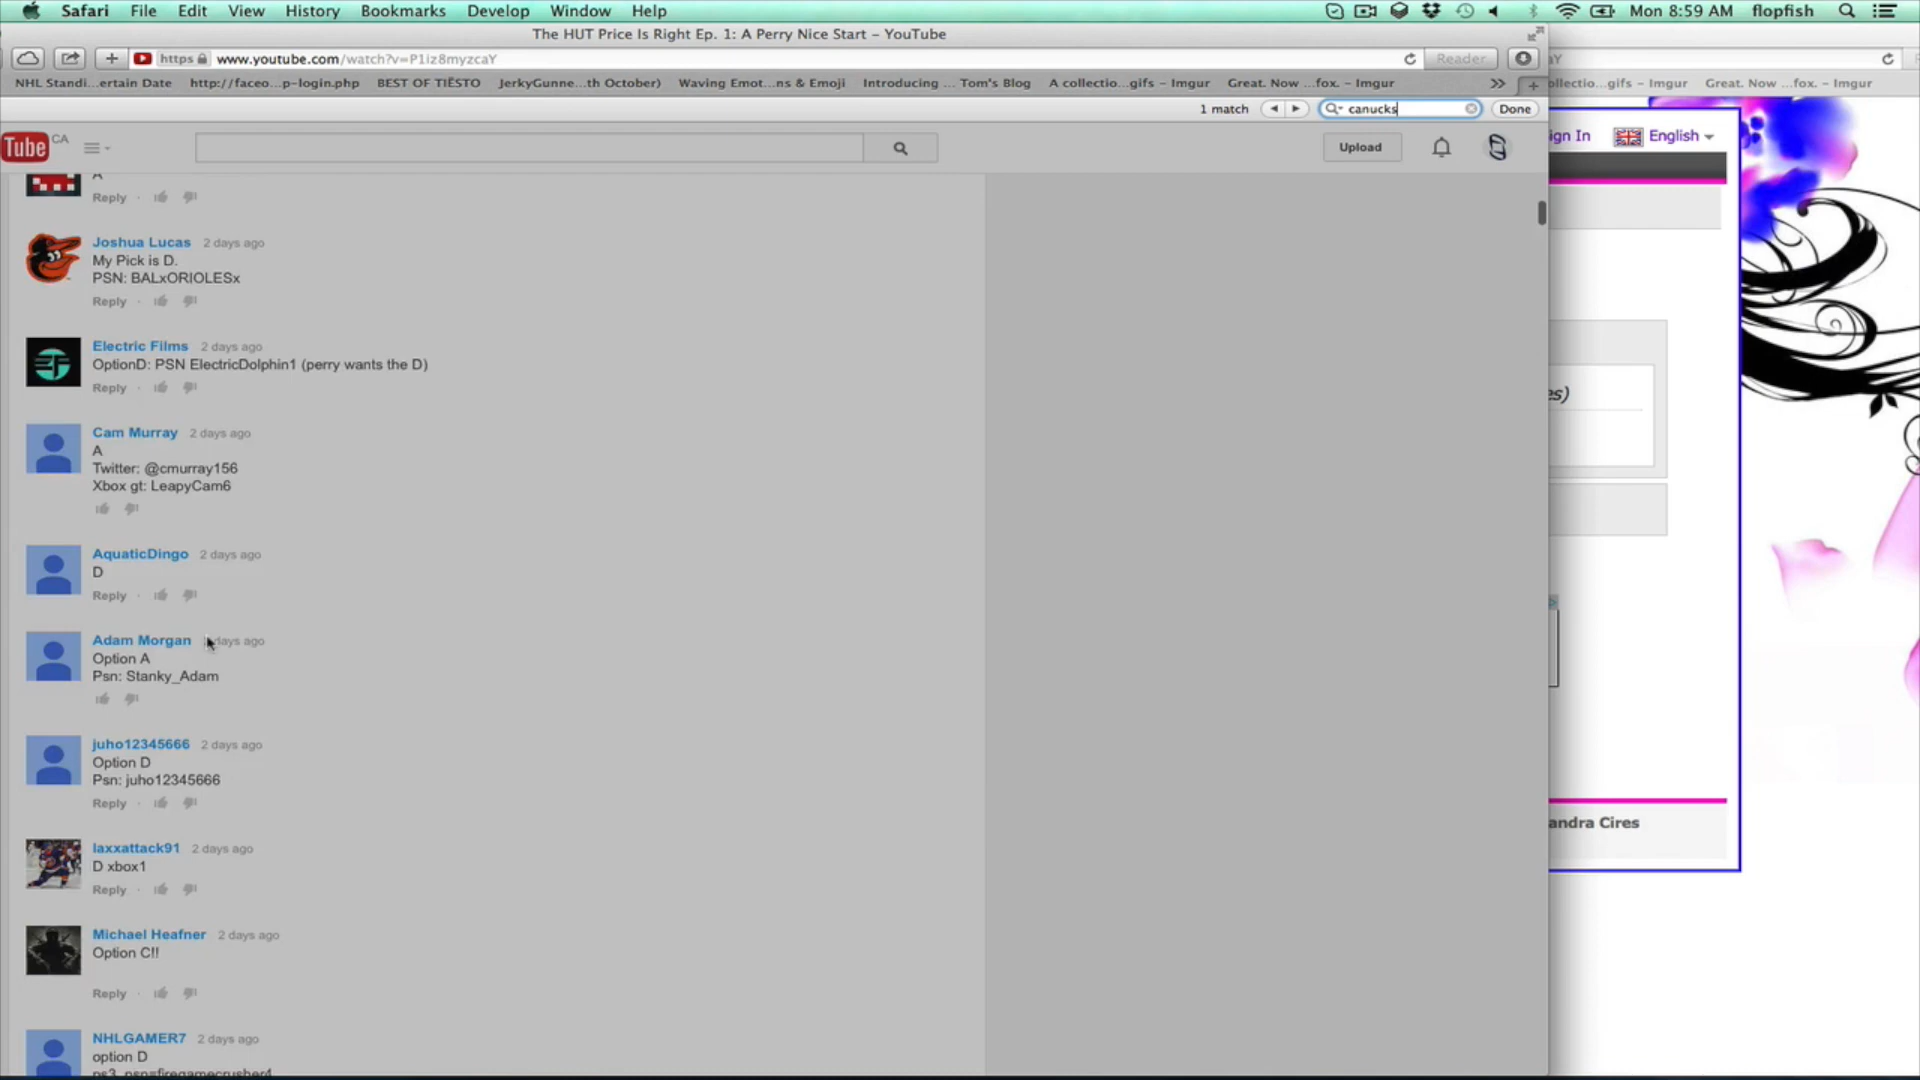 Safari File Edit View History Bookmarks Develop Window Help Mon 8:59 AM flopfish
The HUT Price Is Right Ep. 1: A Perry Nice Start – YouTube
https www.youtube.com/watch?v=P1iz8myzcaY Reader
NHL Standi...ertain Date http://faceo...p-login.php BEST OF TIËSTO JerkyGunne...th October) Waving Emot...ns & Emoji Introducing ... Tom's Blog A collectio...gifs – Imgur Great. Now ...fox. – Imgur
llectio...gifs – Imgur Great. Now ...fox. – Imgur
1 match canucks Done
Tube CA Upload
ign In English
A
Reply
Joshua Lucas 2 days ago
My Pick is D.
PSN: BALxORIOLESx
Reply
Electric Films 2 days ago
OptionD: PSN ElectricDolphin1 (perry wants the D)
Reply
es)
Cam Murray 2 days ago
A
Twitter: @cmurray156
Xbox gt: LeapyCam6
AquaticDingo 2 days ago
D
Reply
Adam Morgan days ago
Option A
Psn: Stanky_Adam
juho12345666 2 days ago
Option D
Psn: juho12345666
Reply
andra Cires
laxxattack91 2 days ago
D xbox1
Reply
Michael Heafner 2 days ago
Option C!!
Reply
NHLGAMER7 2 days ago
option D
ps3 psn=firegamecrusher4